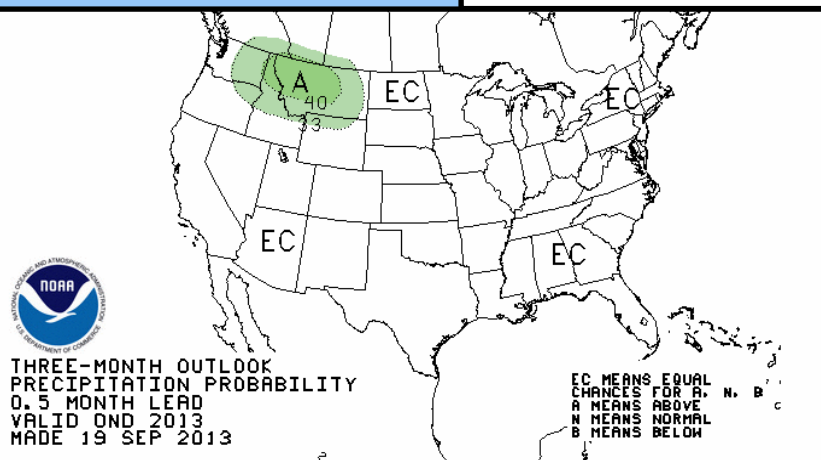 A
40
33
EC
EC
EC
EC
NATIONAL OCEANIC AND ATMOSPHERIC ADMINISTRATION
NOAA
U.S. DEPARTMENT OF COMMERCE
THREE-MONTH OUTLOOK
PRECIPITATION PROBABILITY
0.5 MONTH LEAD
VALID OND 2013
MADE 19 SEP 2013
EC MEANS EQUAL
CHANCES FOR A, N, B
A MEANS ABOVE
N MEANS NORMAL
B MEANS BELOW